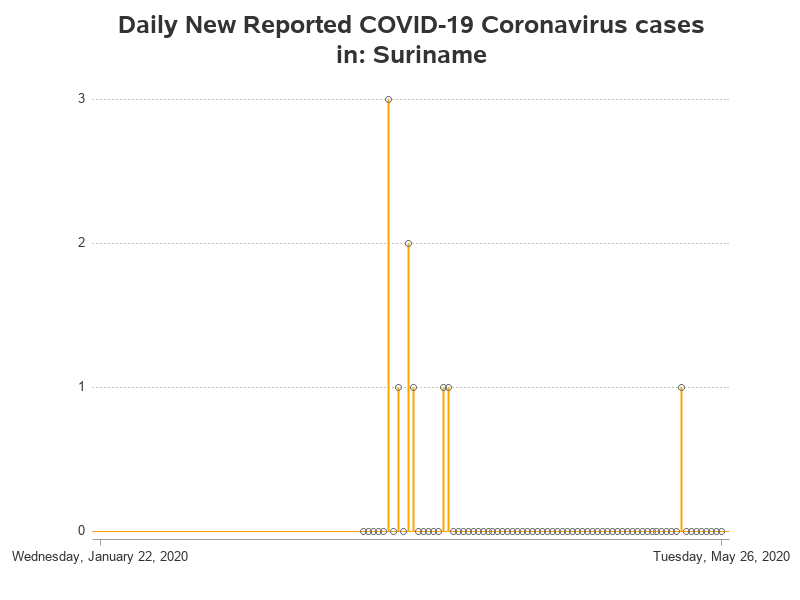 Daily New Reported COVID-19 Coronavirus cases
in: Suriname
3
2
1
0
Wednesday, January 22, 2020
Tuesday, May 26, 2020